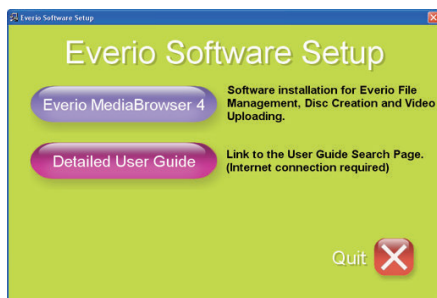 Everio Software Setup
Everio Software Setup
Everio MediaBrowser 4
Software installation for Everio File
Management, Disc Creation and Video
Uploading.
Detailed User Guide
Link to the User Guide Search Page.
(Internet connection required)
Quit